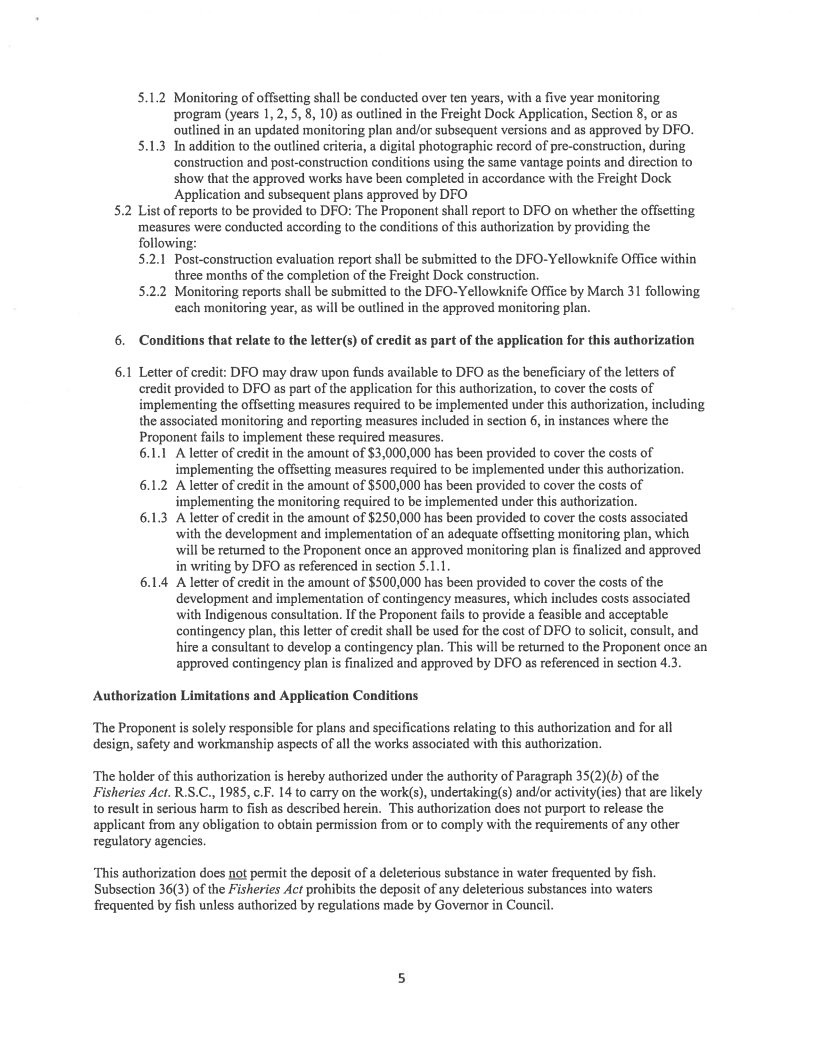 5.1.2 Monitoring of offsetting shall be conducted over ten years, with a five year monitoring
program (years 1, 2, 5, 8, 10) as outlined in the Freight Dock Application, Section 8, or as
outlined in an updated monitoring plan and/or subsequent versions and as approved by DFO.
5.1.3 In addition to the outlined criteria, a digital photographic record of pre-construction, during
construction and post-construction conditions using the same vantage points and direction to
show that the approved works have been completed in accordance with the Freight Dock
Application and subsequent plans approved by DFO
5.2 List of reports to be provided to DFO: The Proponent shall report to DFO on whether the offsetting
measures were conducted according to the conditions of this authorization by providing the
following:
5.2.1 Post-construction evaluation report shall be submitted to the DFO-Yellowknife Office within
three months of the completion of the Freight Dock construction.
5.2.2 Monitoring reports shall be submitted to the DFO-Yellowknife Office by March 31 following
each monitoring year, as will be outlined in the approved monitoring plan.
6. Conditions that relate to the letter(s) of credit as part of the application for this authorization
6.1 Letter of credit: DFO may draw upon funds available to DFO as the beneficiary of the letters of
credit provided to DFO as part of the application for this authorization, to cover the costs of
implementing the offsetting measures required to be implemented under this authorization, including
the associated monitoring and reporting measures included in section 6, in instances where the
Proponent fails to implement these required measures.
6.1.1 A letter of credit in the amount of $3,000,000 has been provided to cover the costs of
implementing the offsetting measures required to be implemented under this authorization.
6.1.2 A letter of credit in the amount of $500,000 has been provided to cover the costs of
implementing the monitoring required to be implemented under this authorization.
6.1.3 A letter of credit in the amount of $250,000 has been provided to cover the costs associated
with the development and implementation of an adequate offsetting monitoring plan, which
will be returned to the Proponent once an approved monitoring plan is finalized and approved
in writing by DFO as referenced in section 5.1.1.
6.1.4 A letter of credit in the amount of $500,000 has been provided to cover the costs of the
development and implementation of contingency measures, which includes costs associated
with Indigenous consultation. If the Proponent fails to provide a feasible and acceptable
contingency plan, this letter of credit shall be used for the cost of DFO to solicit, consult, and
hire a consultant to develop a contingency plan. This will be returned to the Proponent once an
approved contingency plan is finalized and approved by DFO as referenced in section 4.3.
Authorization Limitations and Application Conditions
The Proponent is solely responsible for plans and specifications relating to this authorization and for all
design, safety and workmanship aspects of all the works associated with this authorization.
The holder of this authorization is hereby authorized under the authority of Paragraph 35(2)(b) of the
Fisheries Act. R.S.C., 1985, c.F. 14 to carry on the work(s), undertaking(s) and/or activity(ies) that are likely
to result in serious harm to fish as described herein. This authorization does not purport to release the
applicant from any obligation to obtain permission from or to comply with the requirements of any other
regulatory agencies.
This authorization does not permit the deposit of a deleterious substance in water frequented by fish.
Subsection 36(3) of the Fisheries Act prohibits the deposit of any deleterious substances into waters
frequented by fish unless authorized by regulations made by Governor in Council.
5